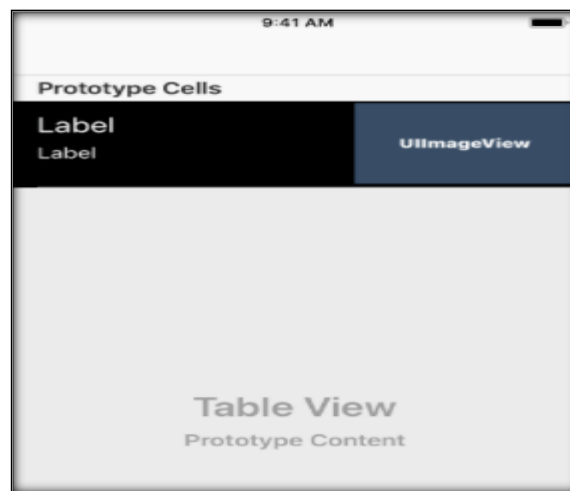 9:41 AM
Prototype Cells
Label
Label
UIImageView
Table View
Prototype Content